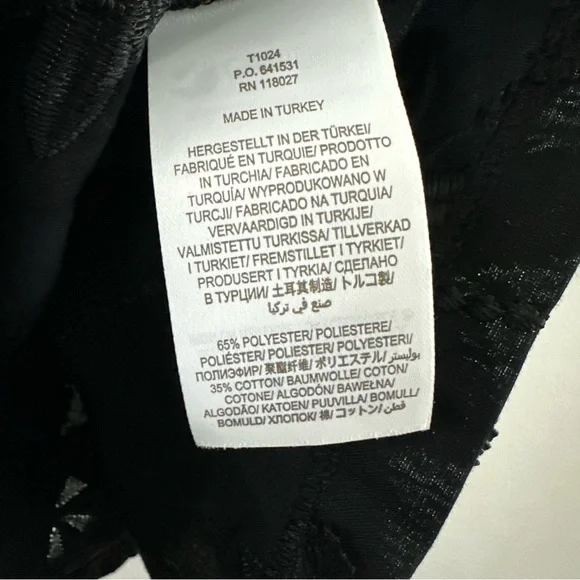 T1024
P.O. 641531
RN 118027
MADE IN TURKEY
HERGESTELLT IN DER TÜRKEI/
FABRIQUÉ EN TURQUIE/ PRODOTTO
IN TURCHIA/ FABRICADO EN
TURQUÍA/ WYPRODUKOWANO W
TURCJI/ FABRICADO NA TURQUIA/
VERVAARDIGD IN TURKIJE/
VALMISTETTU TURKISSA/ TILLVERKAD
I TURKIET/ FREMSTILLET I TYRKIET/
PRODUSERT I TYRKIA/ СДЕЛАНО
В ТУРЦИИ/ 土耳其制造/ トルコ製/
صنع في تركيا
65% POLYESTER/ POLIESTERE/
POLIÉSTER/ POLIESTER/ POLYESTERI/
ПОЛИЭФИР/ 聚酯纤维/ ポリエステル/ بوليستر/
35% COTTON/ BAUMWOLLE/ COTON/
COTONE/ ALGODÓN/ BAWEŁNA/
ALGODÃO/ KATOEN/ PUUVILLA/ BOMULL/
BOMULD/ ХЛОПОК/ 棉/ コットン/ قطن/